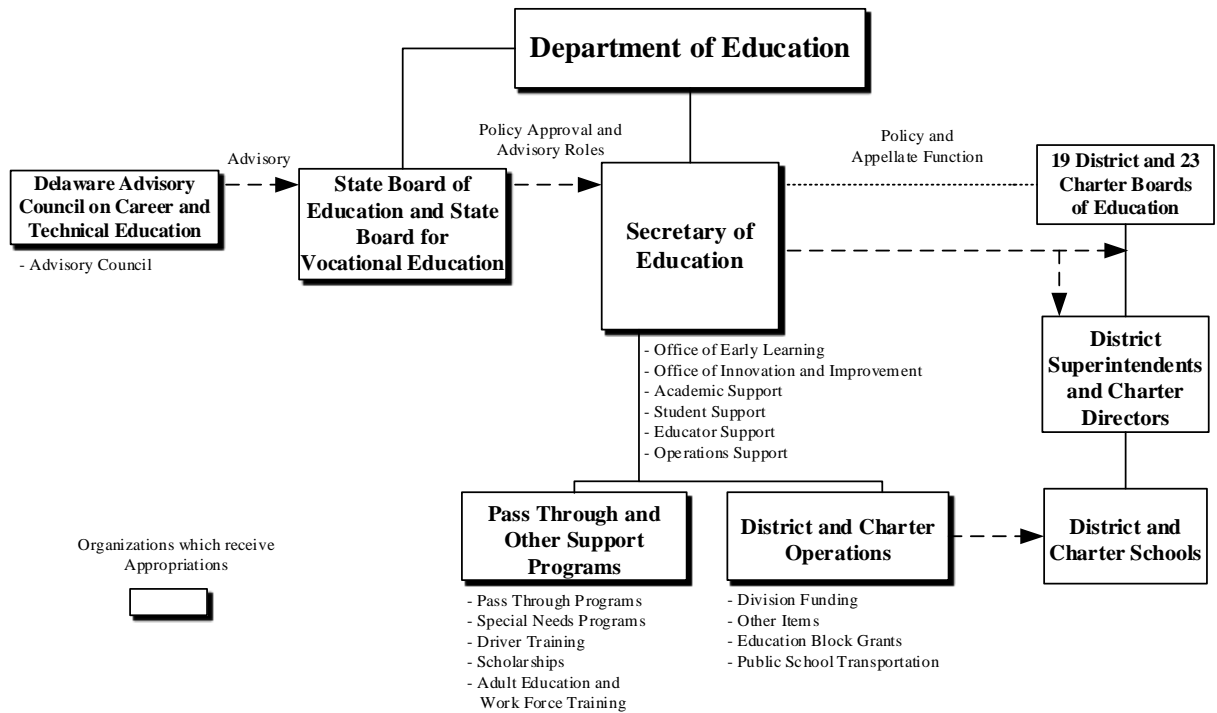 Department of Education
Policy Approval and
Advisory Roles
Policy and
Appellate Function
Advisory
Delaware Advisory
Council on Career and
Technical Education
- Advisory Council
State Board of
Education and State
Board for
Vocational Education
Secretary of
Education
19 District and 23
Charter Boards
of Education
- Office of Early Learning
- Office of Innovation and Improvement
- Academic Support
- Student Support
- Educator Support
- Operations Support
District
Superintendents
and Charter
Directors
Pass Through and
Other Support
Programs
- Pass Through Programs
- Special Needs Programs
- Driver Training
- Scholarships
- Adult Education and
Work Force Training
District and Charter
Operations
- Division Funding
- Other Items
- Education Block Grants
- Public School Transportation
District and
Charter Schools
Organizations which receive
Appropriations